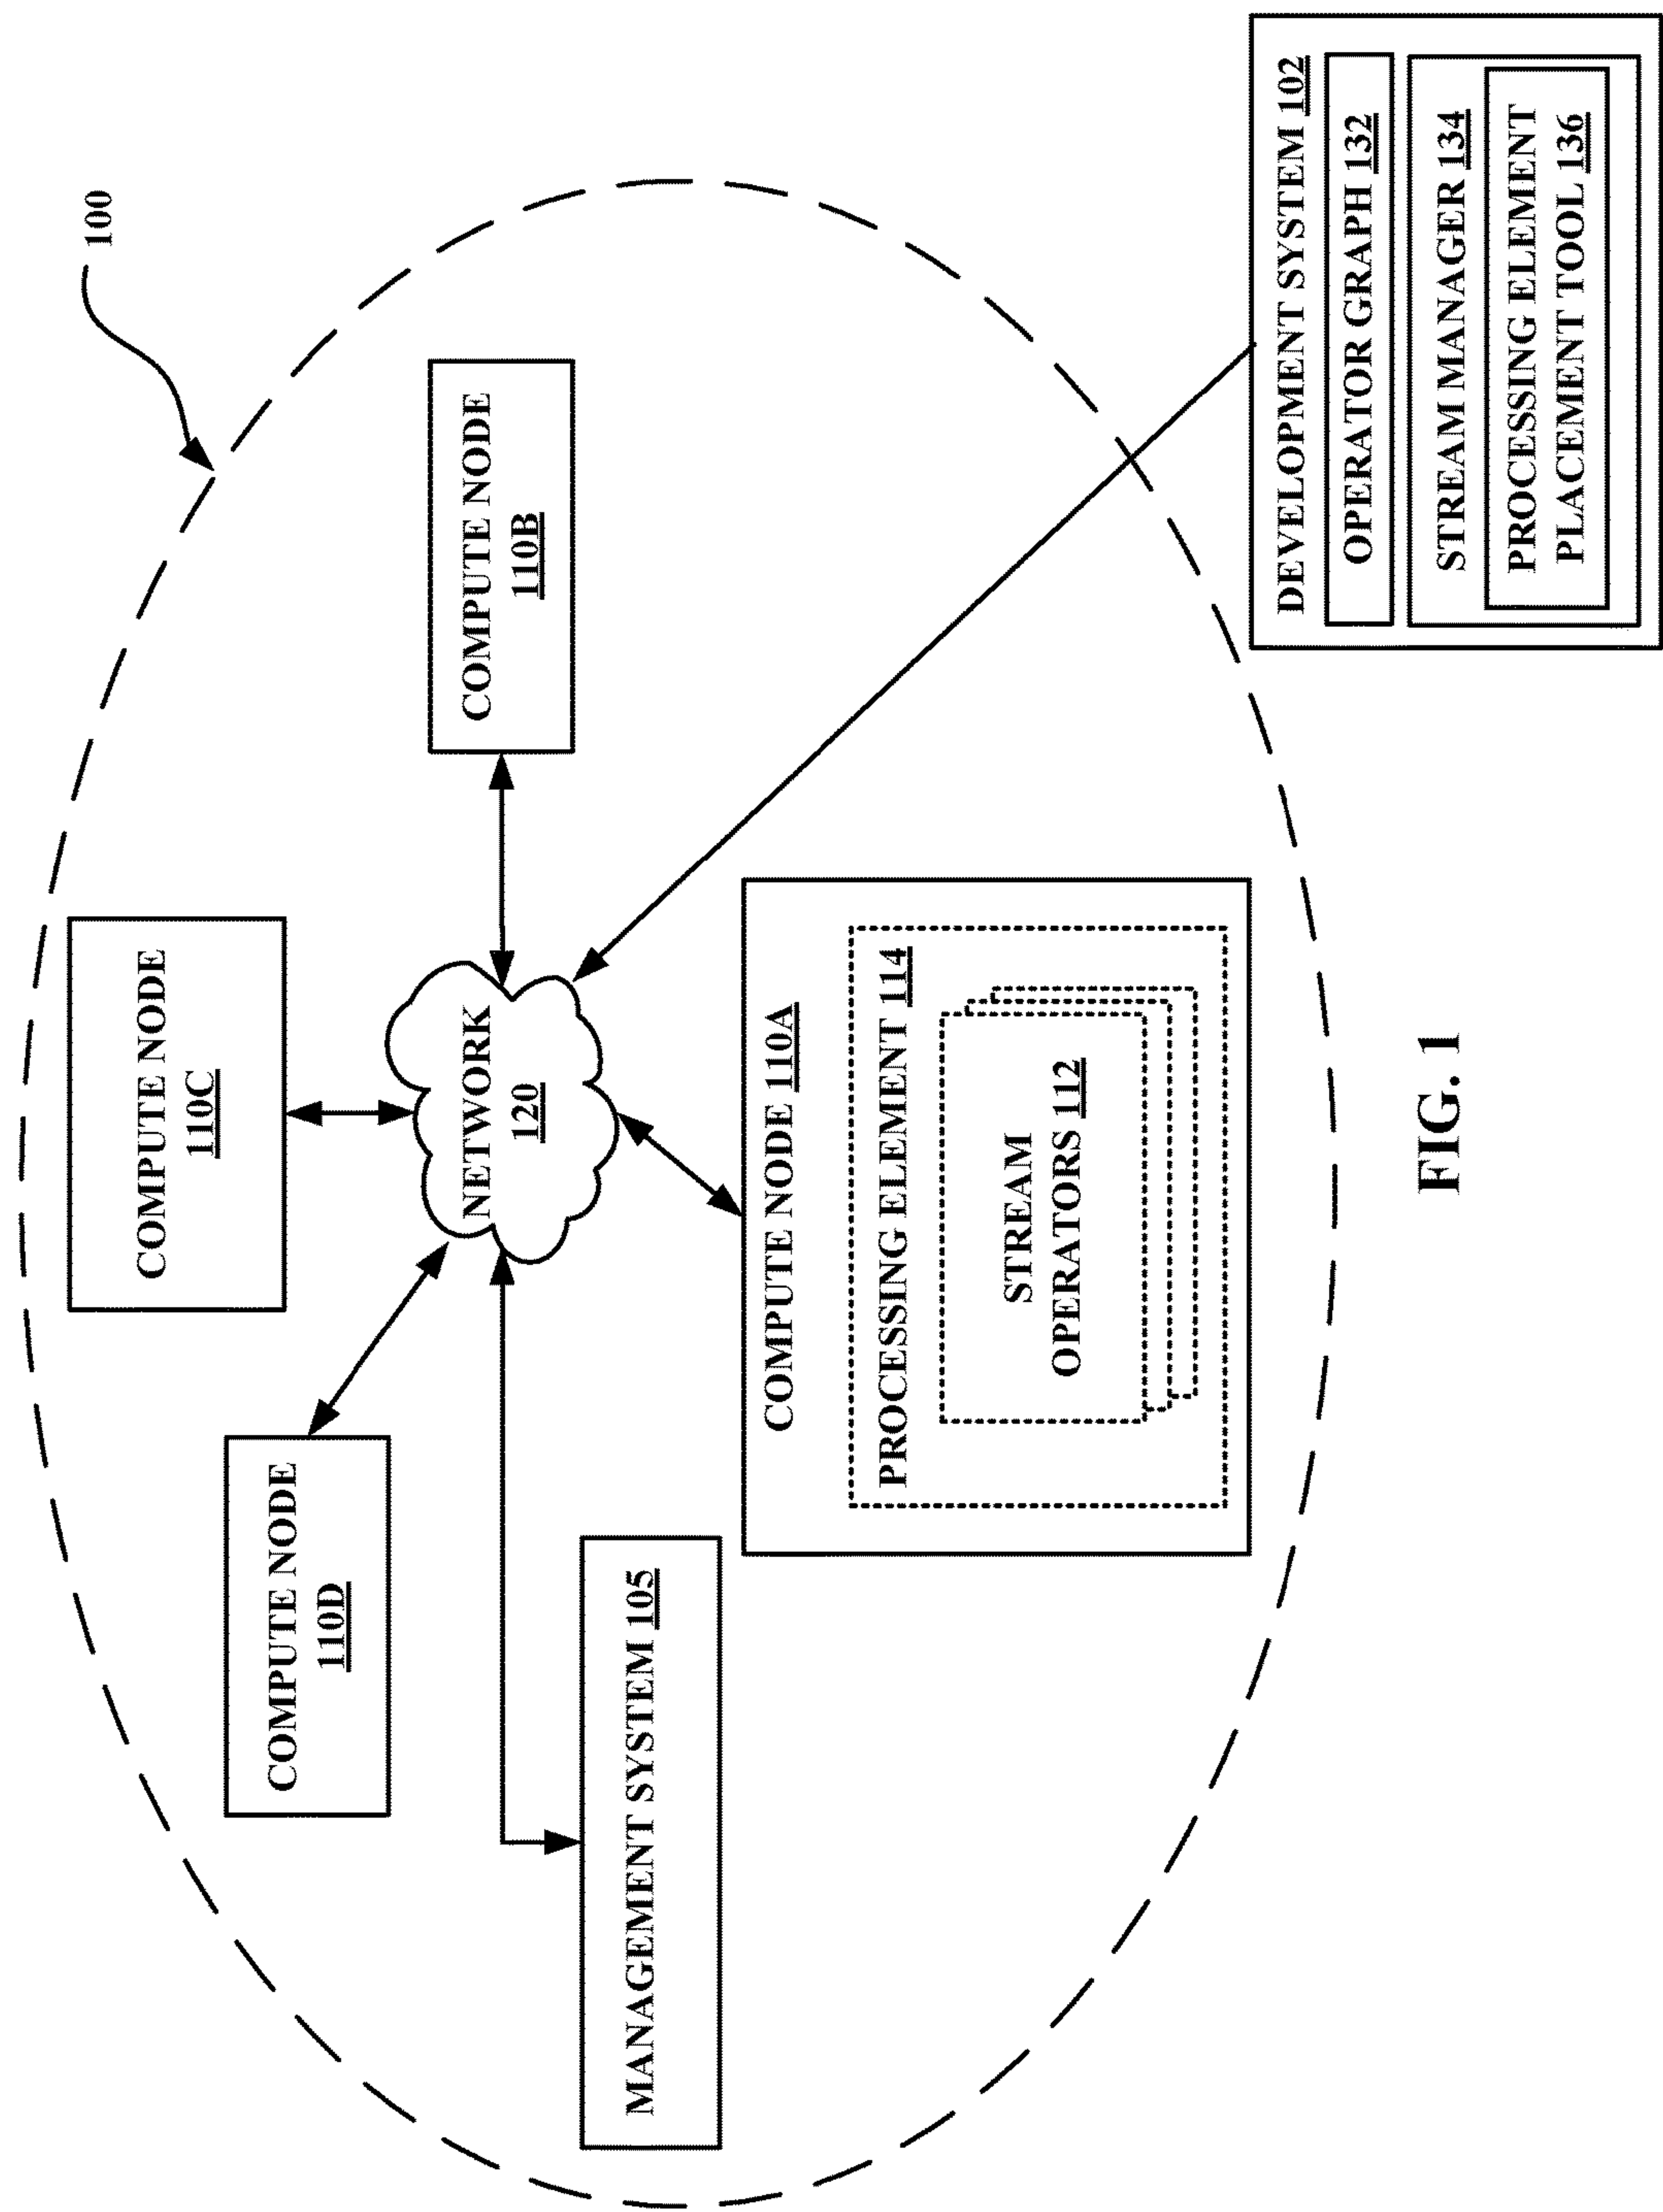 100
COMPUTE NODE
110C
COMPUTE NODE
110D
COMPUTE NODE
110B
NETWORK
120
MANAGEMENT SYSTEM 105
COMPUTE NODE 110A
PROCESSING ELEMENT 114
STREAM
OPERATORS 112
DEVELOPMENT SYSTEM 102
OPERATOR GRAPH 132
STREAM MANAGER 134
PROCESSING ELEMENT
PLACEMENT TOOL 136
FIG. 1